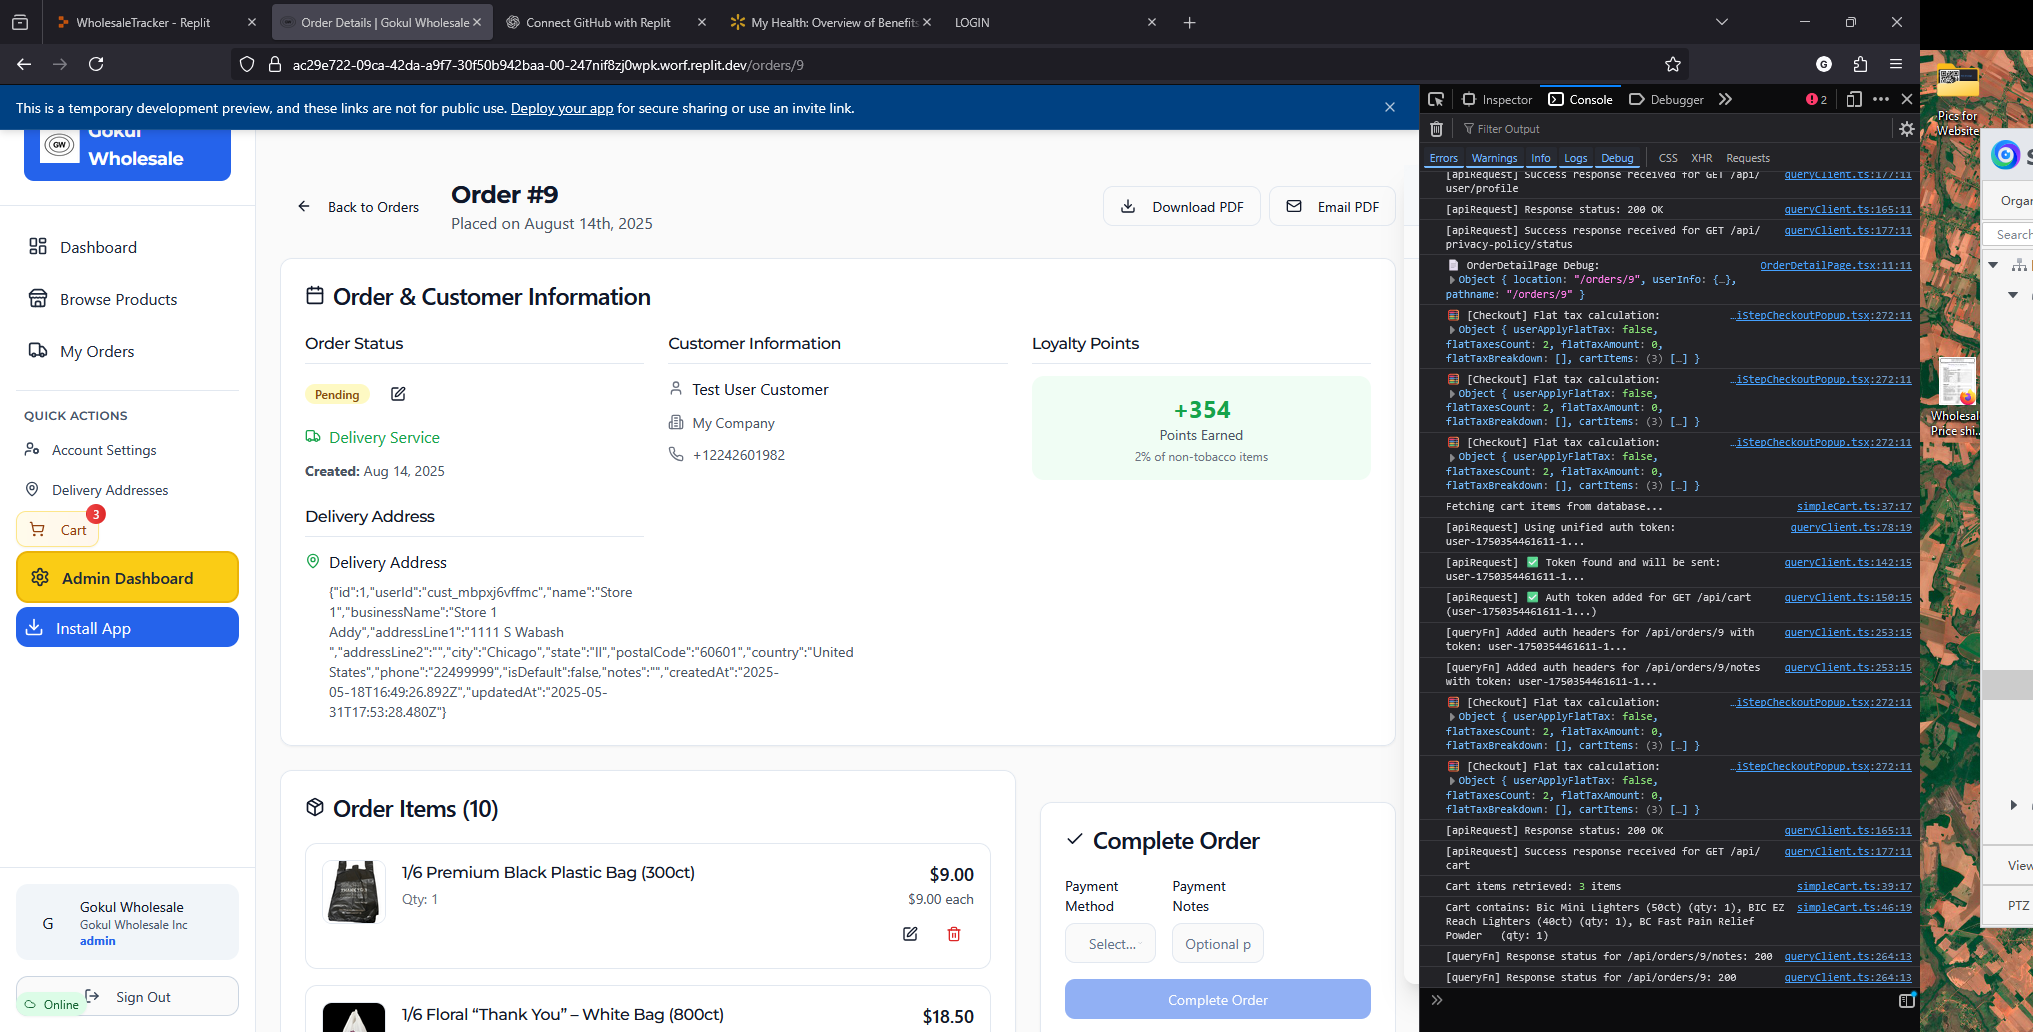 WholesaleTracker - Replit
Order Details | Gokul Wholesale
Connect GitHub with Replit
My Health: Overview of Benefits
LOGIN
ac29e722-09ca-42da-a9f7-30f50b942baa-00-247nif8zj0wpk.worf.replit.dev/orders/9
G
This is a temporary development preview, and these links are not for public use. Deploy your app for secure sharing or use an invite link.
GW
Gokul
Wholesale
Dashboard
Browse Products
My Orders
QUICK ACTIONS
Account Settings
Delivery Addresses
3
Cart
Admin Dashboard
Install App
G
Gokul Wholesale
Gokul Wholesale Inc
admin
Online
Sign Out
Back to Orders
Order #9
Placed on August 14th, 2025
Download PDF
Email PDF
Order & Customer Information
Order Status
Pending
Delivery Service
Created: Aug 14, 2025
Customer Information
Test User Customer
My Company
+12242601982
Loyalty Points
+354
Points Earned
2% of non-tobacco items
Delivery Address
Delivery Address
{"id":1,"userId":"cust_mbpxj6vffmc","name":"Store
1","businessName":"Store 1
Addy","addressLine1":"1111 S Wabash
","addressLine2":"","city":"Chicago","state":"Il","postalCode":"60601","country":"United
States","phone":"22499999","isDefault":false,"notes":"","createdAt":"2025-
05-18T16:49:26.892Z","updatedAt":"2025-05-
31T17:53:28.480Z"}
Order Items (10)
1/6 Premium Black Plastic Bag (300ct)
$9.00
Qty: 1
$9.00 each
1/6 Floral “Thank You” – White Bag (800ct)
$18.50
Complete Order
Payment
Method
Payment
Notes
Select...
Optional p
Complete Order
Inspector
Console
Debugger
2
Filter Output
Errors
Warnings
Info
Logs
Debug
CSS
XHR
Requests
[apiRequest] Success response received for GET /api/ queryClient.ts:177:11
user/profile
[apiRequest] Response status: 200 OK queryClient.ts:165:11
[apiRequest] Success response received for GET /api/ queryClient.ts:177:11
privacy-policy/status
OrderDetailPage Debug: OrderDetailPage.tsx:11:11
Object { location: "/orders/9", userInfo: {…},
pathname: "/orders/9" }
[Checkout] Flat tax calculation: …iStepCheckoutPopup.tsx:272:11
Object { userApplyFlatTax: false,
flatTaxesCount: 2, flatTaxAmount: 0,
flatTaxBreakdown: [], cartItems: (3) […] }
[Checkout] Flat tax calculation: …iStepCheckoutPopup.tsx:272:11
Object { userApplyFlatTax: false,
flatTaxesCount: 2, flatTaxAmount: 0,
flatTaxBreakdown: [], cartItems: (3) […] }
[Checkout] Flat tax calculation: …iStepCheckoutPopup.tsx:272:11
Object { userApplyFlatTax: false,
flatTaxesCount: 2, flatTaxAmount: 0,
flatTaxBreakdown: [], cartItems: (3) […] }
Fetching cart items from database... simpleCart.ts:37:17
[apiRequest] Using unified auth token: queryClient.ts:78:19
user-1750354461611-1...
[apiRequest] ✅ Token found and will be sent: queryClient.ts:142:15
user-1750354461611-1...
[apiRequest] ✅ Auth token added for GET /api/cart queryClient.ts:150:15
(user-1750354461611-1...)
[queryFn] Added auth headers for /api/orders/9 with queryClient.ts:253:15
token: user-1750354461611-1...
[queryFn] Added auth headers for /api/orders/9/notes queryClient.ts:253:15
with token: user-1750354461611-1...
[Checkout] Flat tax calculation: …iStepCheckoutPopup.tsx:272:11
Object { userApplyFlatTax: false,
flatTaxesCount: 2, flatTaxAmount: 0,
flatTaxBreakdown: [], cartItems: (3) […] }
[Checkout] Flat tax calculation: …iStepCheckoutPopup.tsx:272:11
Object { userApplyFlatTax: false,
flatTaxesCount: 2, flatTaxAmount: 0,
flatTaxBreakdown: [], cartItems: (3) […] }
[apiRequest] Response status: 200 OK queryClient.ts:165:11
[apiRequest] Success response received for GET /api/ queryClient.ts:177:11
cart
Cart items retrieved: 3 items simpleCart.ts:39:17
Cart contains: Bic Mini Lighters (50ct) (qty: 1), BIC EZ simpleCart.ts:46:19
Reach Lighters (40ct) (qty: 1), BC Fast Pain Relief
Powder (qty: 1)
[queryFn] Response status for /api/orders/9/notes: 200 queryClient.ts:264:13
[queryFn] Response status for /api/orders/9: 200 queryClient.ts:264:13
Pics for
Website
Orga
Search
Wholesal
Price shi...
View
PTZ